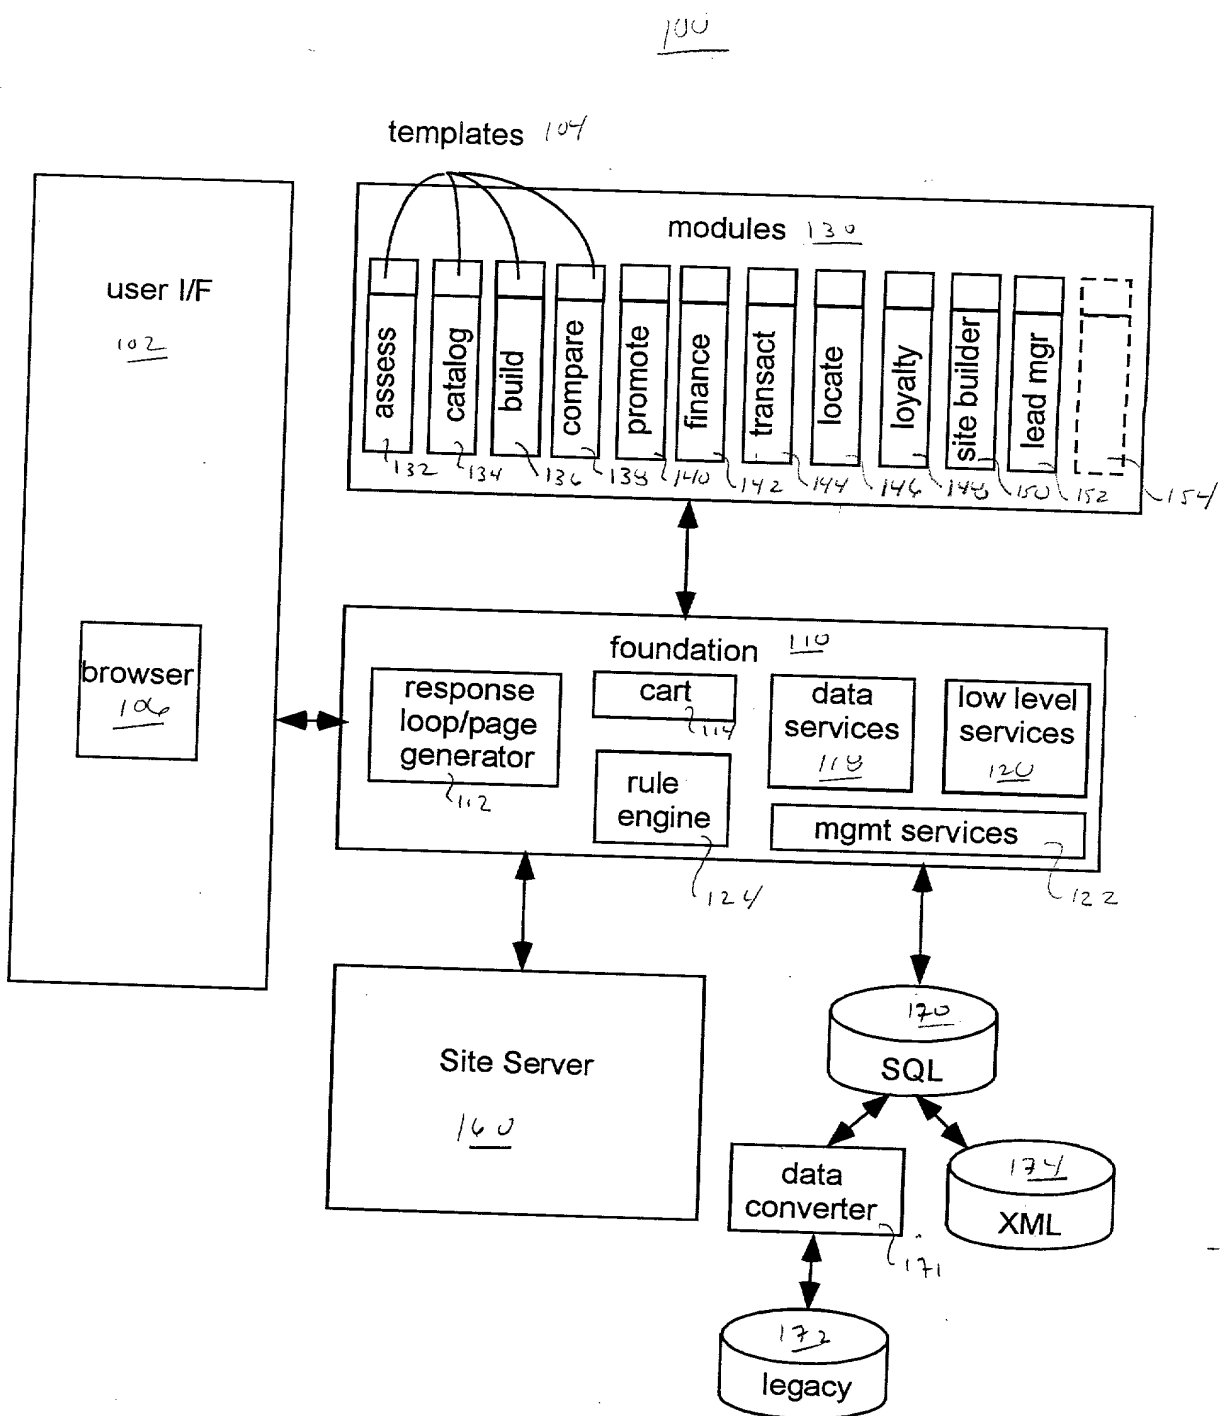 100
templates 104
modules 130
user I/F
102
assess
catalog
build
compare
promote
finance
transact
locate
loyalty
site builder
lead mgr
132
134
136
138
140
142
144
146
148
150
152
154
foundation 110
browser
106
response
loop/page
generator
112
cart
114
rule
engine
124
data
services
118
low level
services
120
mgmt services
122
Site Server
160
170
SQL
data
converter
171
174
XML
172
legacy